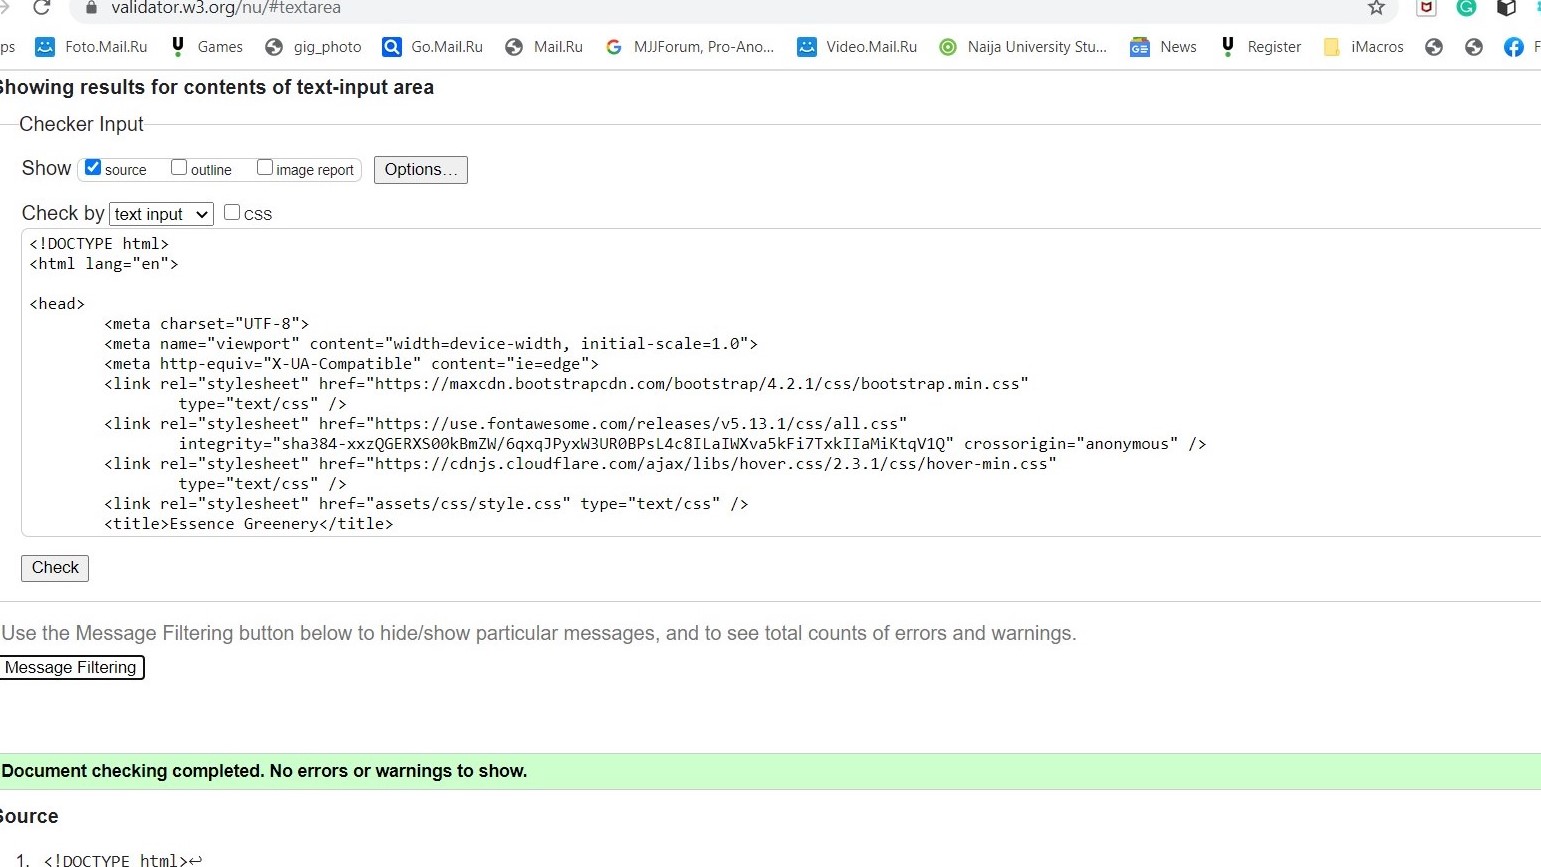 validator.w3.org/nu/#textarea
ps Foto.Mail.Ru Games gig_photo Go.Mail.Ru Mail.Ru MJJForum, Pro-Ano... Video.Mail.Ru Naija University Stu... News Register iMacros F
Showing results for contents of text-input area
Checker Input
Show source outline image report Options...
Check by text input CSS
<!DOCTYPE html>
<html lang="en">
<head>
<meta charset="UTF-8">
<meta name="viewport" content="width=device-width, initial-scale=1.0">
<meta http-equiv="X-UA-Compatible" content="ie=edge">
<link rel="stylesheet" href="https://maxcdn.bootstrapcdn.com/bootstrap/4.2.1/css/bootstrap.min.css"
type="text/css" />
<link rel="stylesheet" href="https://use.fontawesome.com/releases/v5.13.1/css/all.css"
integrity="sha384-xxzQGERXS00kBmZW/6qxqJPyxW3UR0BPsL4c8ILaIWXva5kFi7TxkIIaMiKtqV1Q" crossorigin="anonymous" />
<link rel="stylesheet" href="https://cdnjs.cloudflare.com/ajax/libs/hover.css/2.3.1/css/hover-min.css"
type="text/css" />
<link rel="stylesheet" href="assets/css/style.css" type="text/css" />
<title>Essence Greenery</title>
Check
Use the Message Filtering button below to hide/show particular messages, and to see total counts of errors and warnings.
Message Filtering
Document checking completed. No errors or warnings to show.
Source
1. <!DOCTYPE html>↩